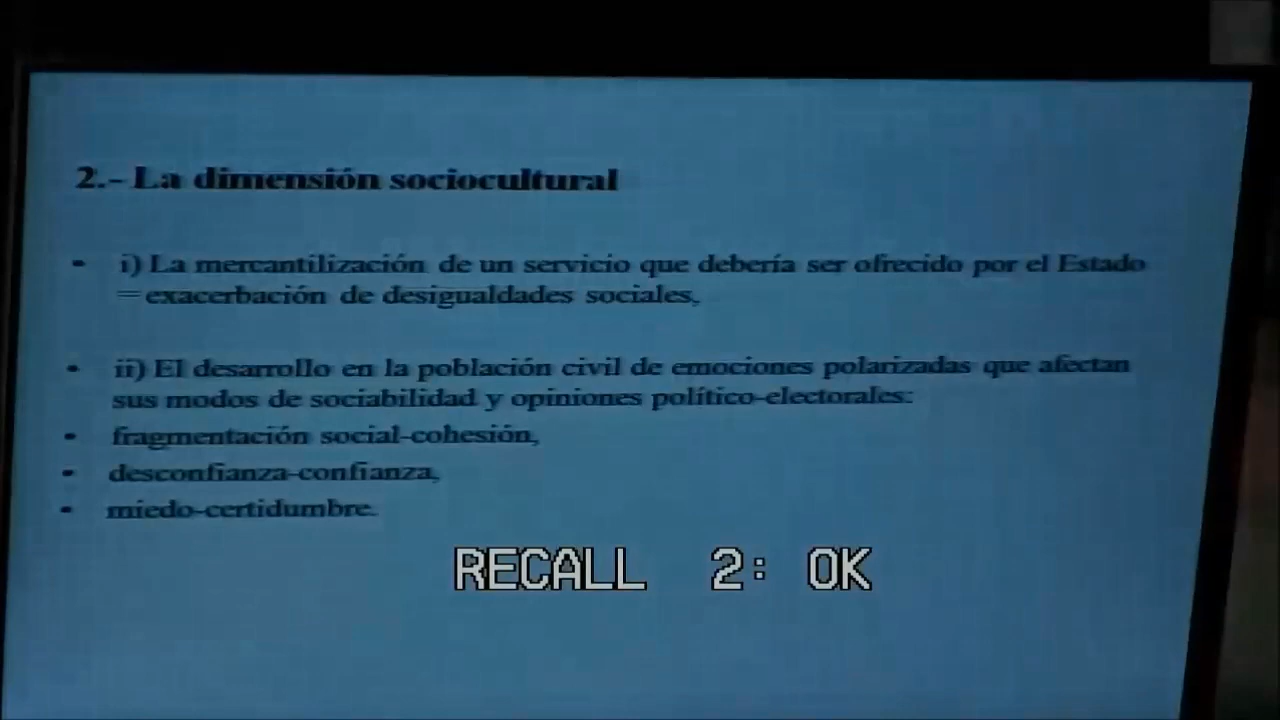 2.- La dimensión sociocultural
• i) La mercantilización de un servicio que debería ser ofrecido por el Estado
= exacerbación de desigualdades sociales,
• ii) El desarrollo en la población civil de emociones polarizadas que afectan
sus modos de sociabilidad y opiniones político-electorales:
• fragmentación social-cohesión,
• desconfianza-confianza,
• miedo-certidumbre.
RECALL 2: OK